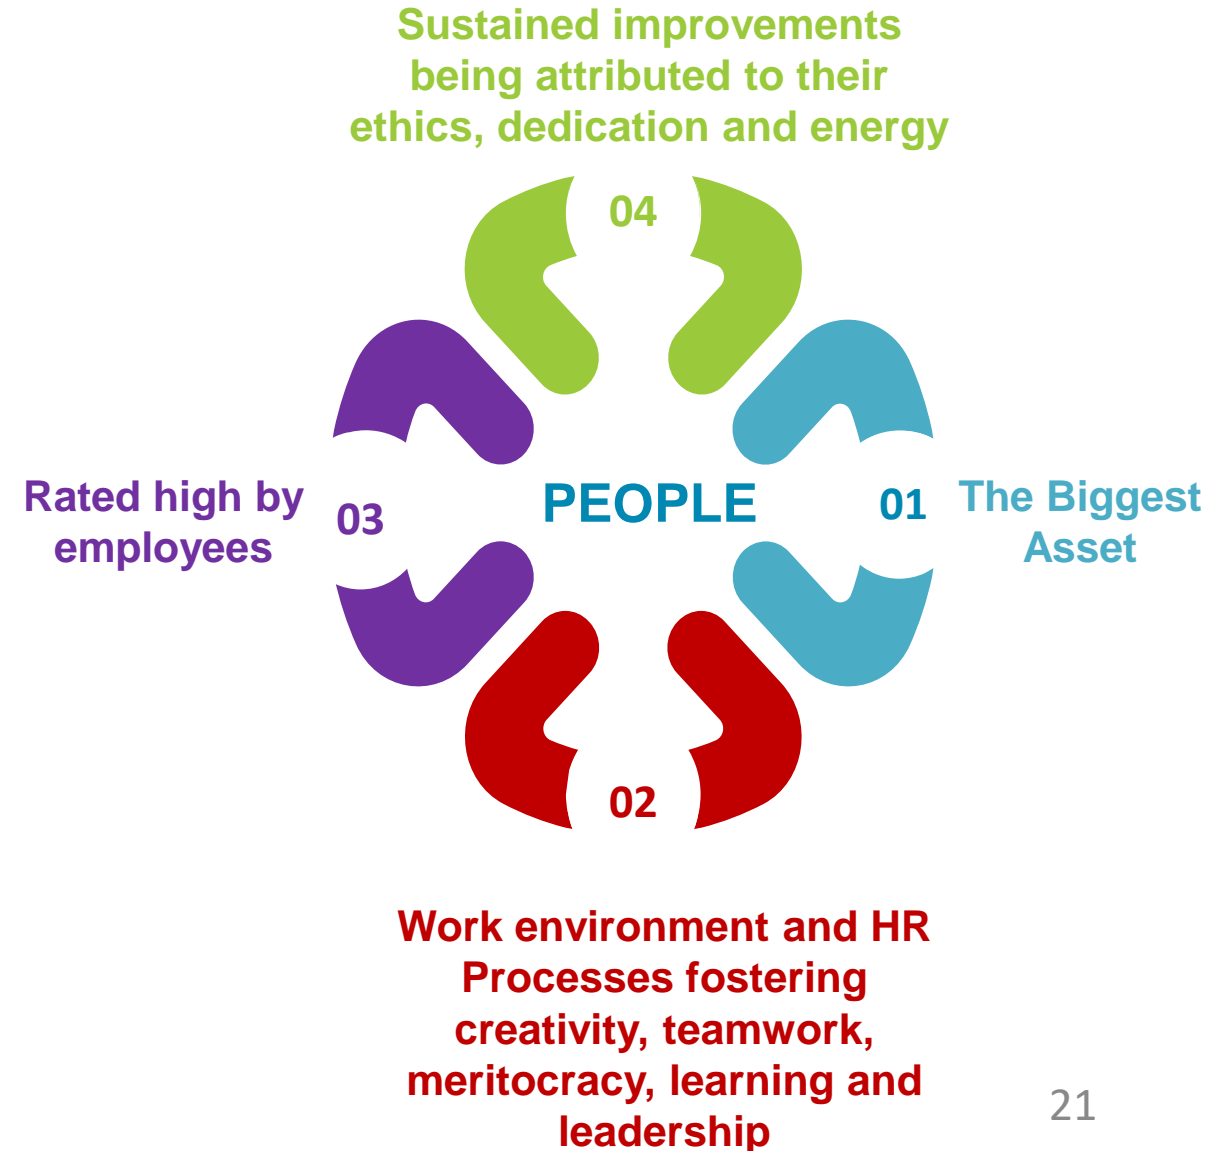 Sustained improvements
being attributed to their
ethics, dedication and energy
04
Rated high by
employees
03
PEOPLE
01
The Biggest
Asset
02
Work environment and HR
Processes fostering
creativity, teamwork,
meritocracy, learning and
leadership
21